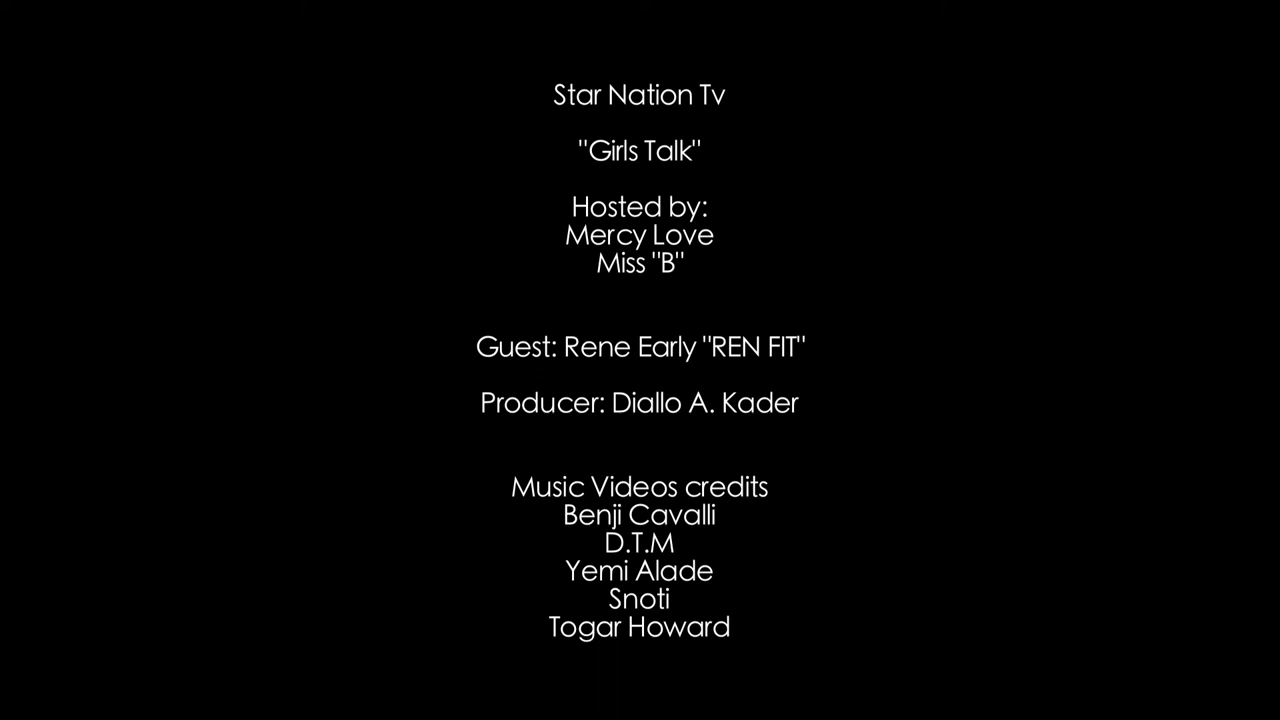 Star Nation Tv
"Girls Talk"
Hosted by:
Mercy Love
Miss "B"
Guest: Rene Early "REN FIT"
Producer: Diallo A. Kader
Music Videos credits
Benji Cavalli
D.T.M
Yemi Alade
Snoti
Togar Howard